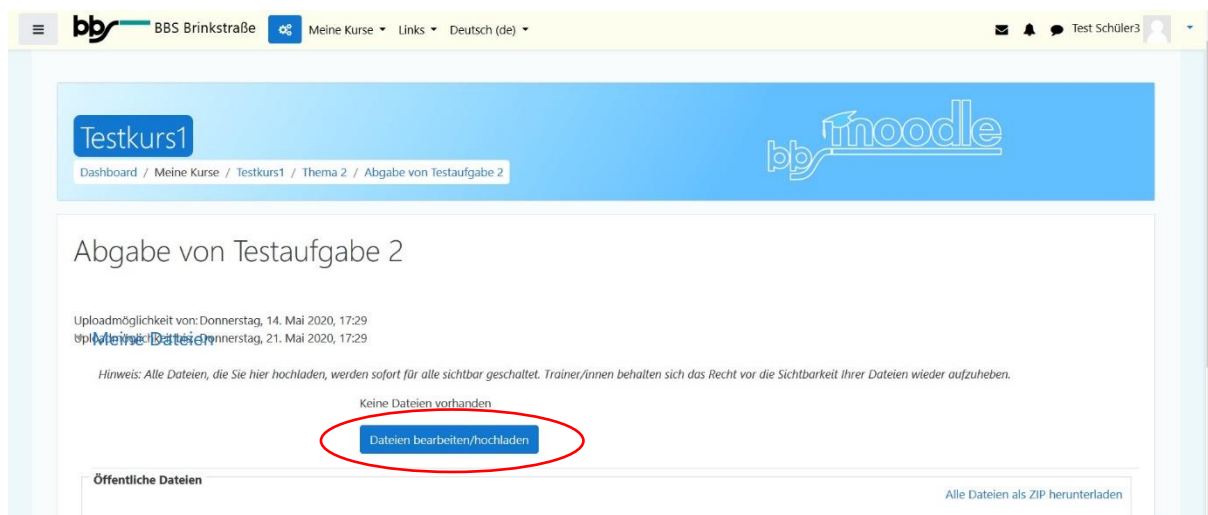 bbs BBS Brinkstraße Meine Kurse Links Deutsch (de) Test Schüler3
Testkurs1
bbs moodle
Dashboard / Meine Kurse / Testkurs1 / Thema 2 / Abgabe von Testaufgabe 2
Abgabe von Testaufgabe 2
Uploadmöglichkeit von: Donnerstag, 14. Mai 2020, 17:29
Uploadmöglichkeit bis: Donnerstag, 21. Mai 2020, 17:29
Meine Dateien
Hinweis: Alle Dateien, die Sie hier hochladen, werden sofort für alle sichtbar geschaltet. Trainer/innen behalten sich das Recht vor die Sichtbarkeit Ihrer Dateien wieder aufzuheben.
Keine Dateien vorhanden
Dateien bearbeiten/hochladen
Öffentliche Dateien
Alle Dateien als ZIP herunterladen